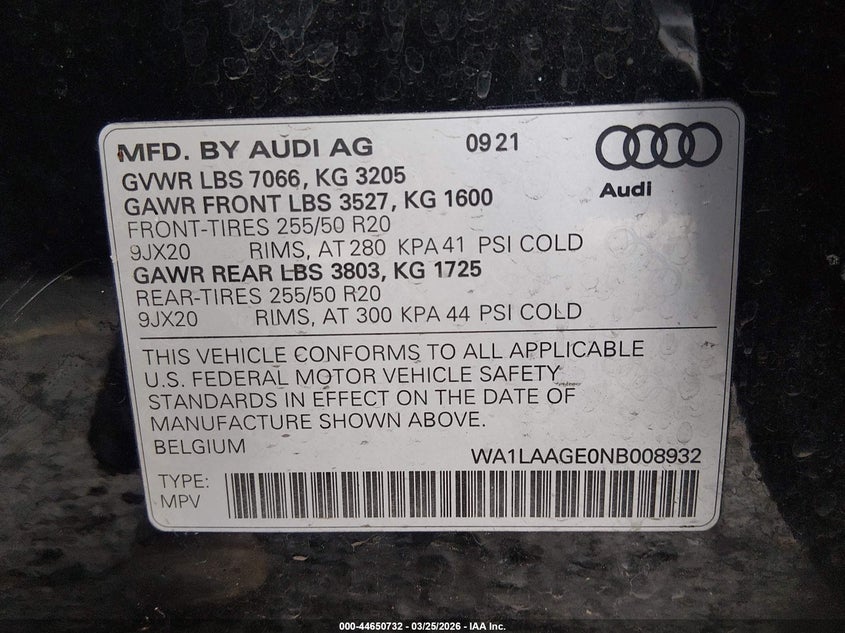 MFD. BY AUDI AG 09 21
Audi
GVWR LBS 7066, KG 3205
GAWR FRONT LBS 3527, KG 1600
FRONT-TIRES 255/50 R20
9JX20 RIMS, AT 280 KPA 41 PSI COLD
GAWR REAR LBS 3803, KG 1725
REAR-TIRES 255/50 R20
9JX20 RIMS, AT 300 KPA 44 PSI COLD
THIS VEHICLE CONFORMS TO ALL APPLICABLE
U.S. FEDERAL MOTOR VEHICLE SAFETY
STANDARDS IN EFFECT ON THE DATE OF
MANUFACTURE SHOWN ABOVE.
BELGIUM
WA1LAAGE0NB008932
TYPE:
MPV
000-44650732 - 03/25/2026 - IAA Inc.